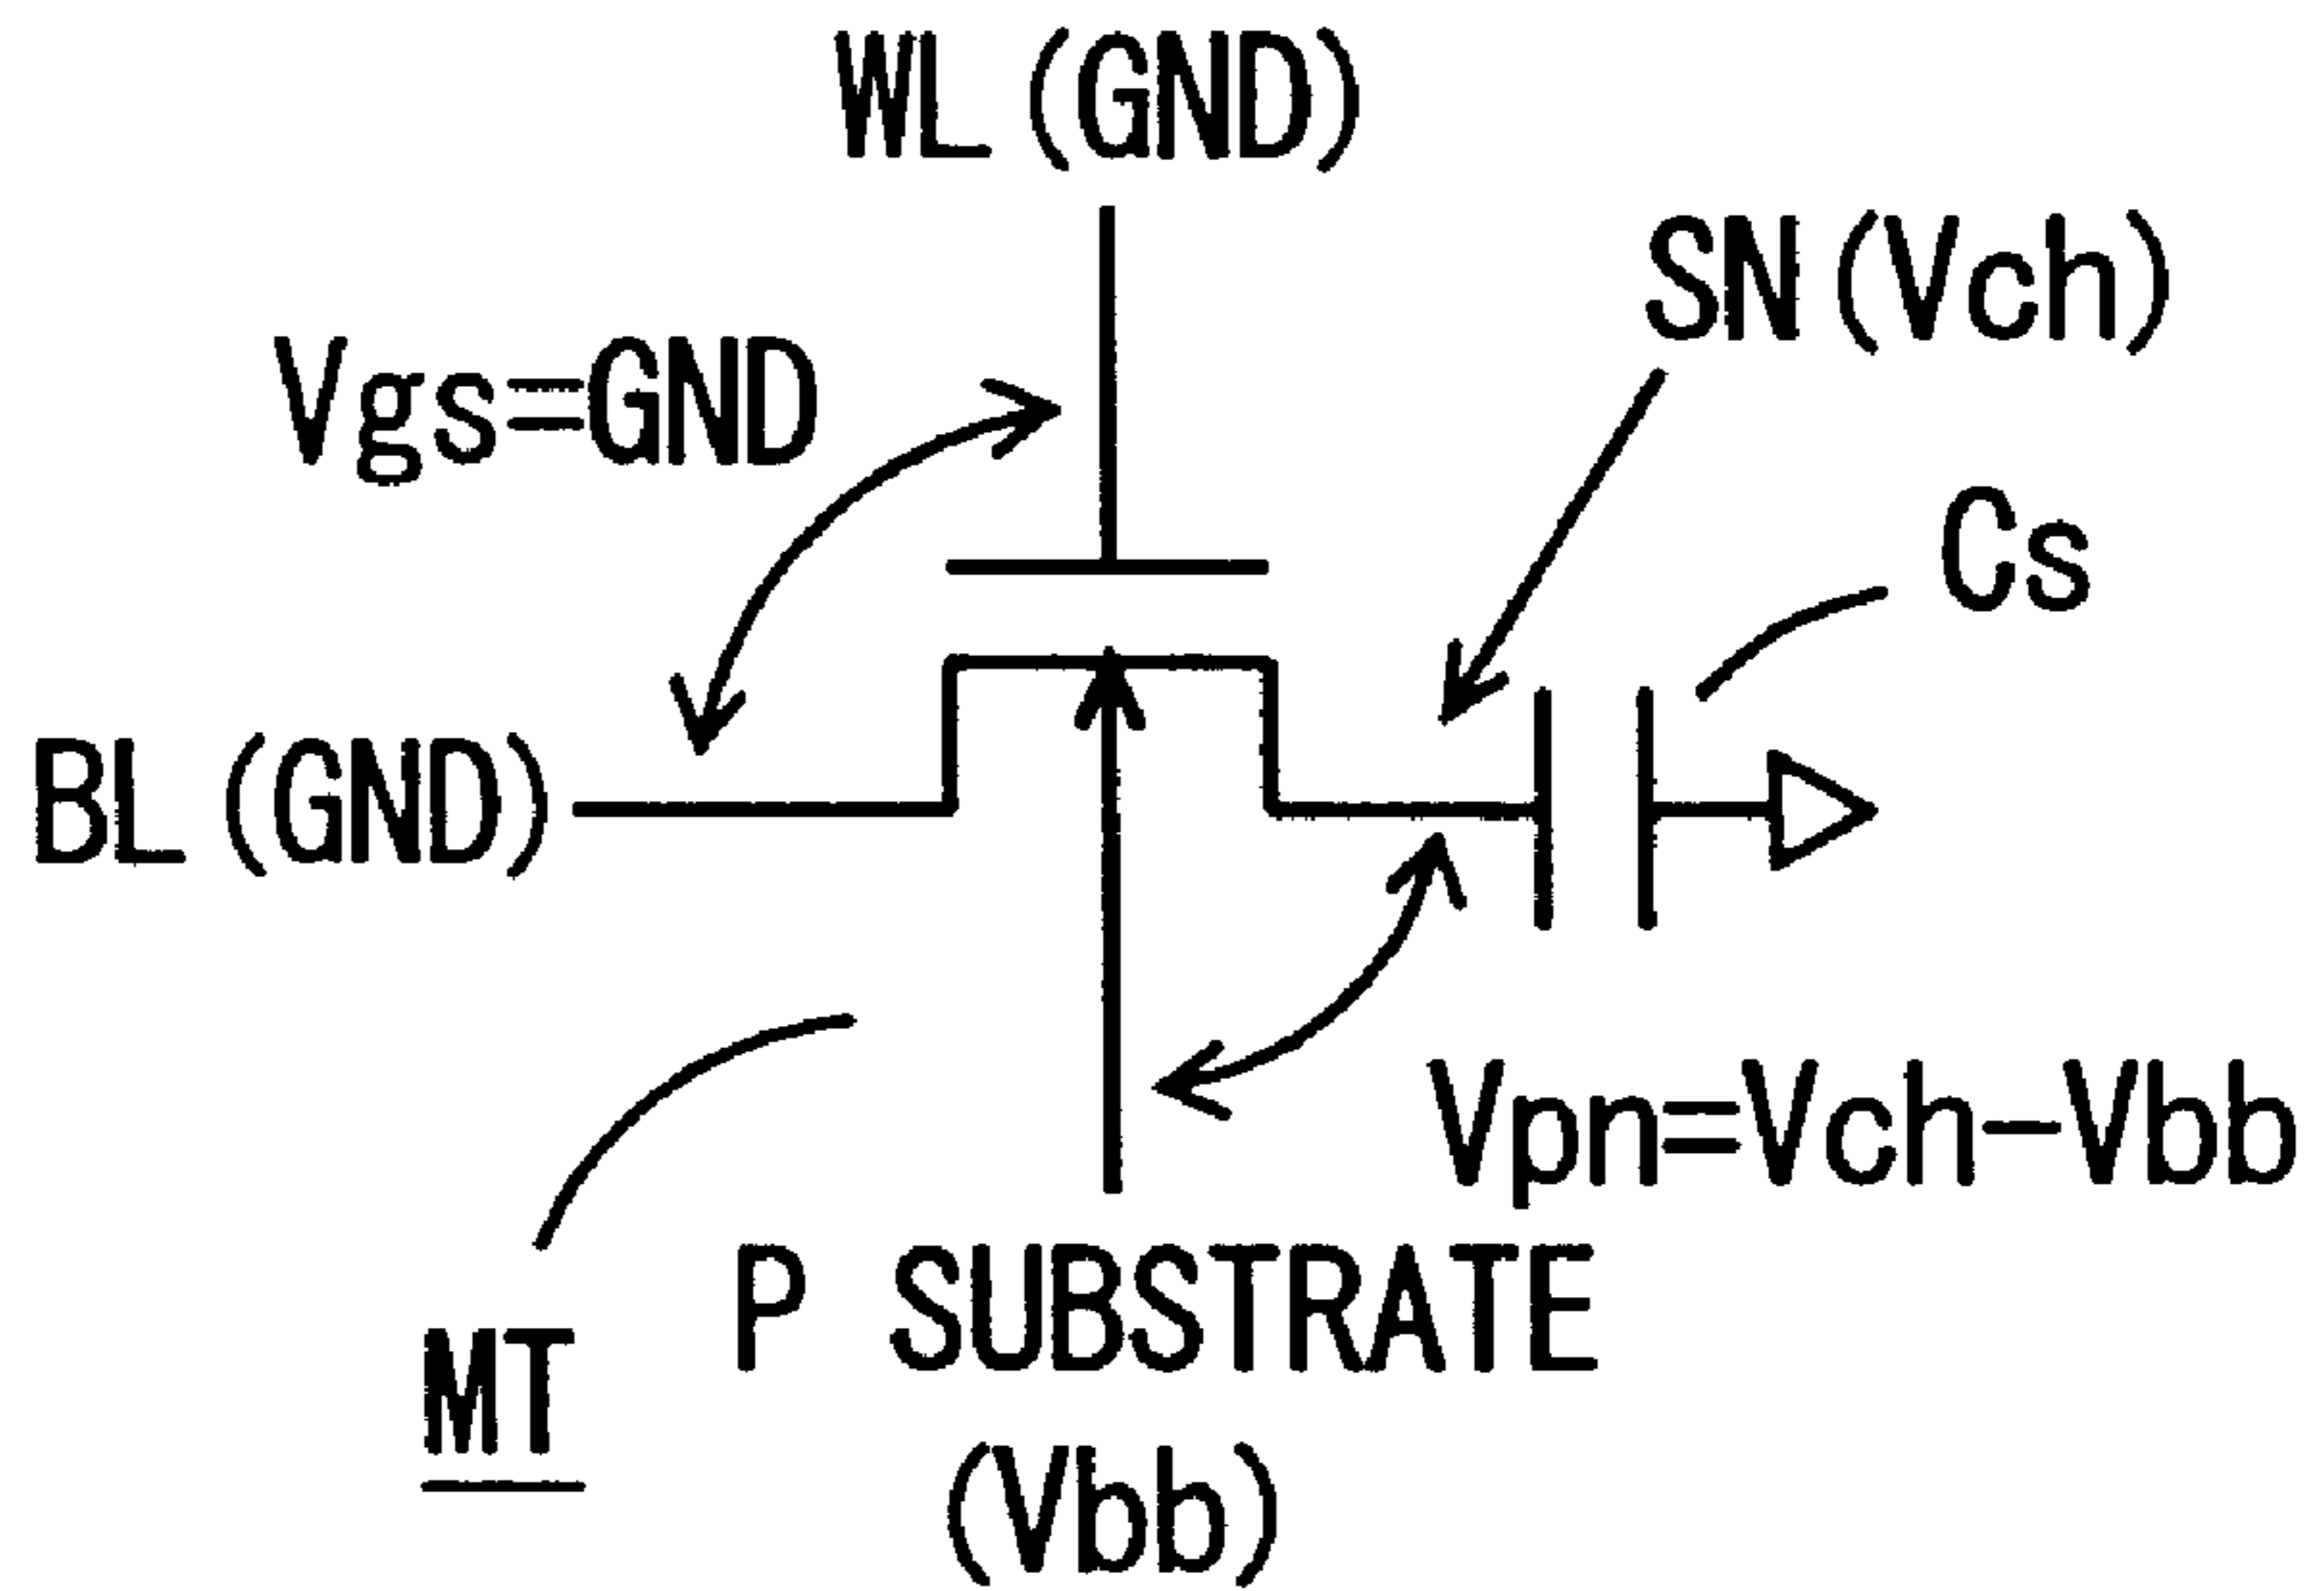 WL (GND)
SN (Vch)
Vgs=GND
Cs
BL (GND)
Vpn=Vch-Vbb
P SUBSTRATE
(Vbb)
MT